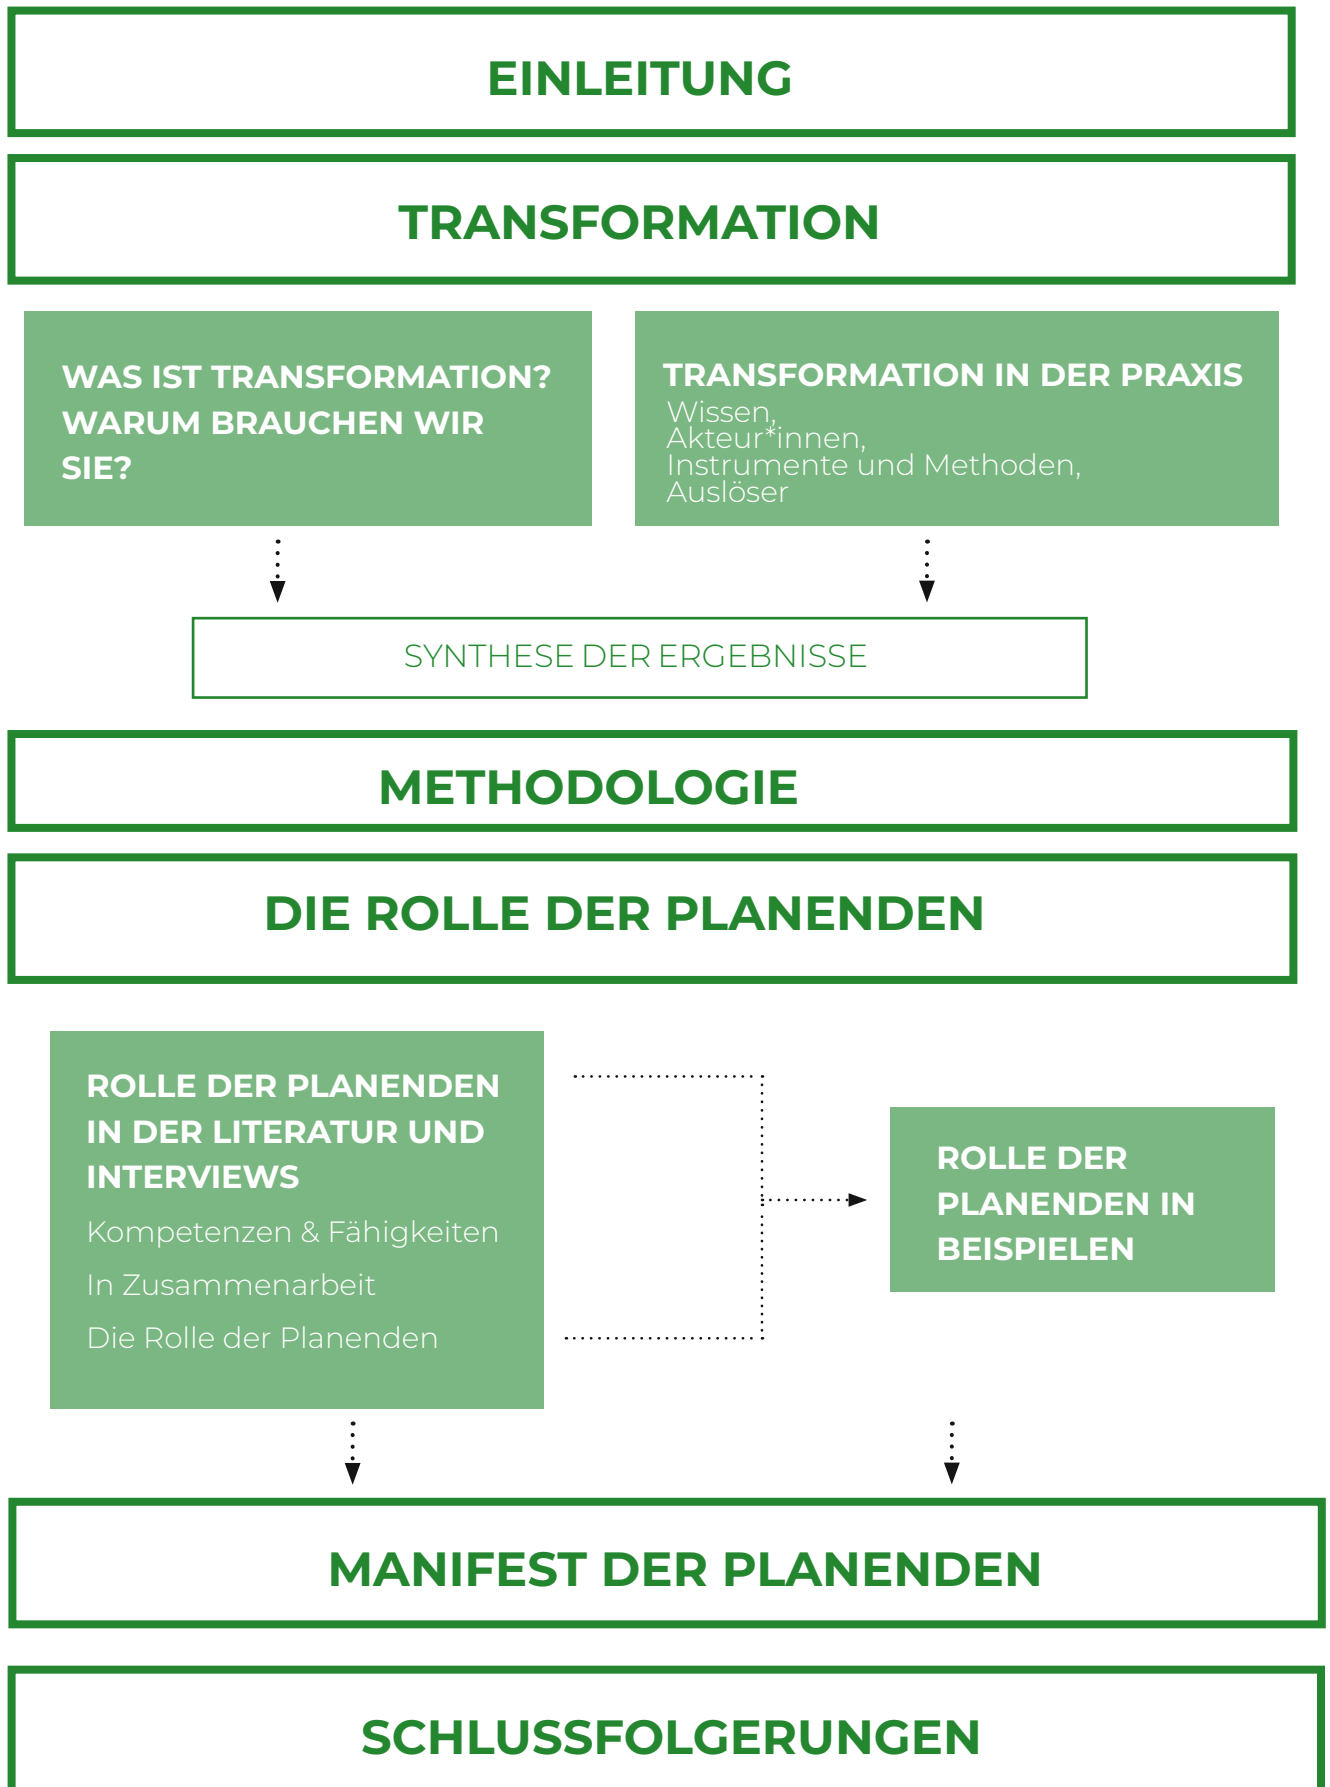 EINLEITUNG
TRANSFORMATION
WAS IST TRANSFORMATION?
WARUM BRAUCHEN WIR
SIE?
TRANSFORMATION IN DER PRAXIS
Wissen,
Akteur*innen,
Instrumente und Methoden,
Auslöser
SYNTHESE DER ERGEBNISSE
METHODOLOGIE
DIE ROLLE DER PLANENDEN
ROLLE DER PLANENDEN
IN DER LITERATUR UND
INTERVIEWS
Kompetenzen & Fähigkeiten
In Zusammenarbeit
Die Rolle der Planenden
ROLLE DER
PLANENDEN IN
BEISPIELEN
MANIFEST DER PLANENDEN
SCHLUSSFOLGERUNGEN